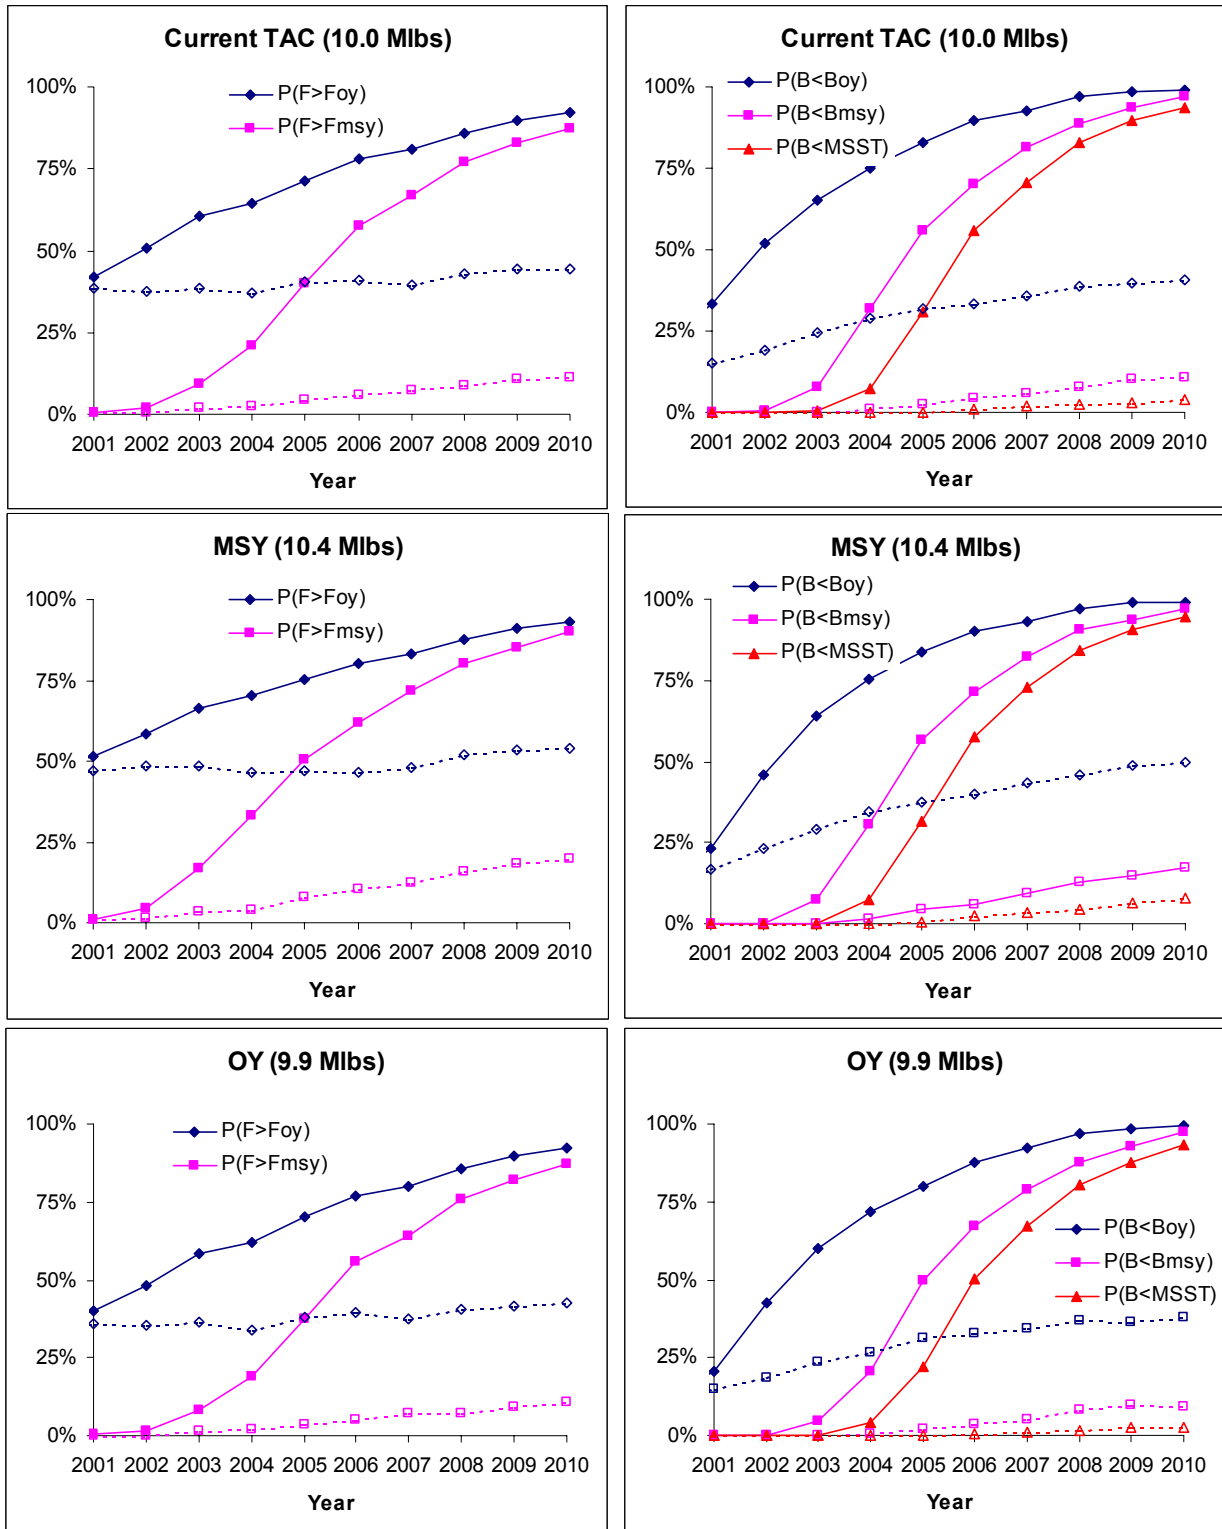 Current TAC (10.0 Mlbs)
100%
75%
50%
25%
0%
P(F>Foy)
P(F>Fmsy)
2001 2002 2003 2004 2005 2006 2007 2008 2009 2010
Year
Current TAC (10.0 Mlbs)
100%
75%
50%
25%
0%
P(B<Boy)
P(B<Bmsy)
P(B<MSST)
2001 2002 2003 2004 2005 2006 2007 2008 2009 2010
Year
MSY (10.4 Mlbs)
100%
75%
50%
25%
0%
P(F>Foy)
P(F>Fmsy)
2001 2002 2003 2004 2005 2006 2007 2008 2009 2010
Year
MSY (10.4 Mlbs)
100%
75%
50%
25%
0%
P(B<Boy)
P(B<Bmsy)
P(B<MSST)
2001 2002 2003 2004 2005 2006 2007 2008 2009 2010
Year
OY (9.9 Mlbs)
100%
75%
50%
25%
0%
P(F>Foy)
P(F>Fmsy)
2001 2002 2003 2004 2005 2006 2007 2008 2009 2010
Year
OY (9.9 Mlbs)
100%
75%
50%
25%
0%
P(B<Boy)
P(B<Bmsy)
P(B<MSST)
2001 2002 2003 2004 2005 2006 2007 2008 2009 2010
Year